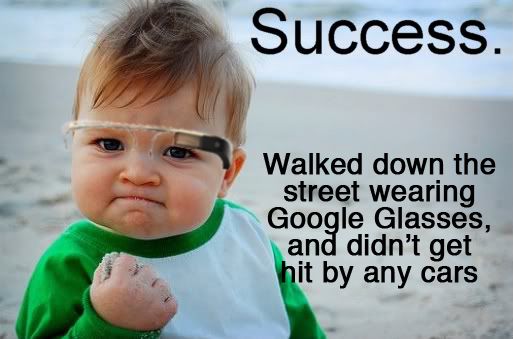 Success.
Walked down the
street wearing
Google Glasses,
and didn't get
hit by any cars